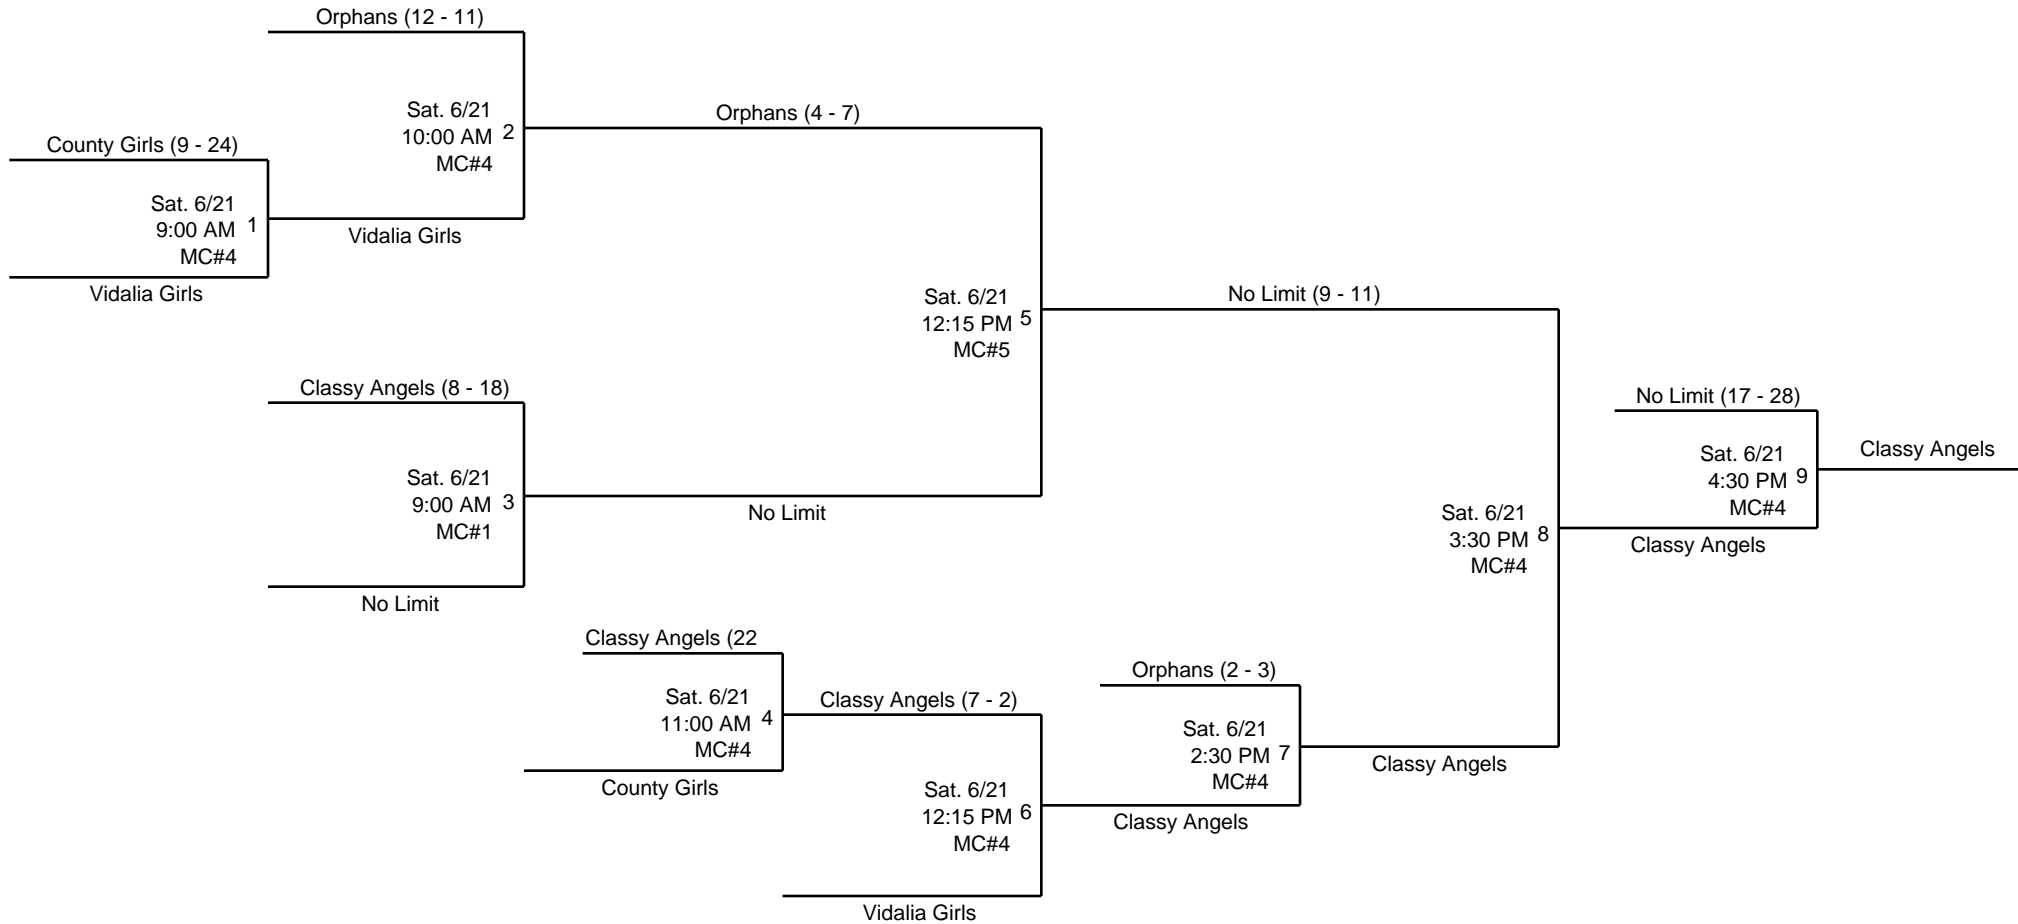 Orphans (12 - 11)
Sat. 6/21
10:00 AM 2
MC#4
Orphans (4 - 7)
County Girls (9 - 24)
Sat. 6/21
9:00 AM 1
MC#4
Vidalia Girls
Vidalia Girls
Sat. 6/21
12:15 PM 5
MC#5
No Limit (9 - 11)
Classy Angels (8 - 18)
Sat. 6/21
9:00 AM 3
MC#1
No Limit
No Limit
No Limit (17 - 28)
Sat. 6/21
4:30 PM 9
MC#4
Classy Angels
Sat. 6/21
3:30 PM 8
MC#4
Classy Angels
Classy Angels (22
Sat. 6/21
11:00 AM 4
MC#4
County Girls
Classy Angels (7 - 2)
Sat. 6/21
12:15 PM 6
MC#4
Vidalia Girls
Orphans (2 - 3)
Sat. 6/21
2:30 PM 7
MC#4
Classy Angels
Classy Angels